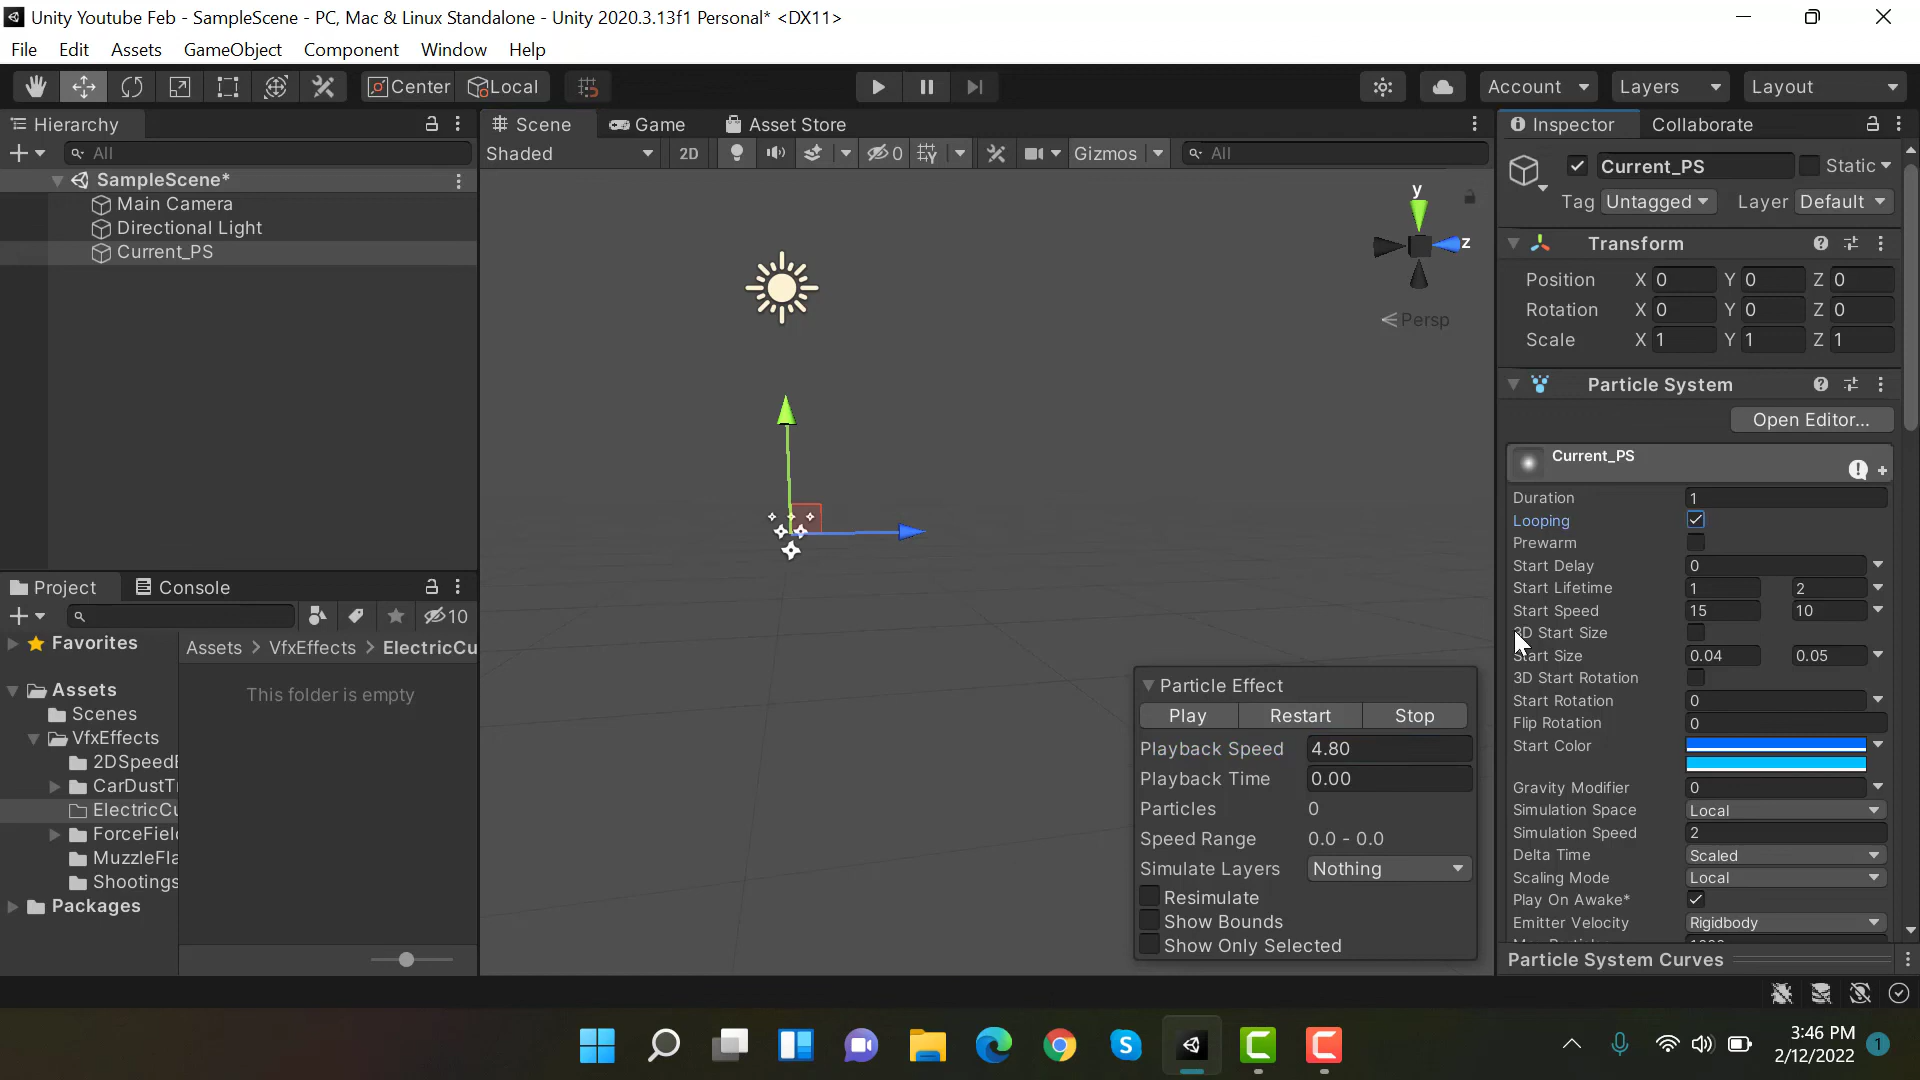 Unity Youtube Feb - SampleScene - PC, Mac & Linux Standalone - Unity 2020.3.13f1 Personal* <DX11>
File Edit Assets GameObject Component Window Help
Center Local Account Layers Layout
Hierarchy
All
SampleScene*
Main Camera
Directional Light
Current_PS
Scene Game Asset Store
Shaded 2D 0 Gizmos All
y
z
Persp
Particle Effect
Play Restart Stop
Playback Speed 4.80
Playback Time 0.00
Particles 0
Speed Range 0.0 - 0.0
Simulate Layers Nothing
Resimulate
Show Bounds
Show Only Selected
Project Console
10
Favorites
Assets
Scenes
VfxEffects
2DSpeed
CarDustT
ElectricCu
ForceField
MuzzleFla
Shootings
Packages
Assets > VfxEffects > ElectricCu
This folder is empty
Inspector Collaborate
Current_PS Static
Tag Untagged Layer Default
Transform
Position X 0 Y 0 Z 0
Rotation X 0 Y 0 Z 0
Scale X 1 Y 1 Z 1
Particle System
Open Editor...
Current_PS
Duration 1
Looping
Prewarm
Start Delay 0
Start Lifetime 1 2
Start Speed 15 10
3D Start Size
Start Size 0.04 0.05
3D Start Rotation
Start Rotation 0
Flip Rotation 0
Start Color
Gravity Modifier 0
Simulation Space Local
Simulation Speed 2
Delta Time Scaled
Scaling Mode Local
Play On Awake*
Emitter Velocity Rigidbody
Particle System Curves
3:46 PM
2/12/2022
1